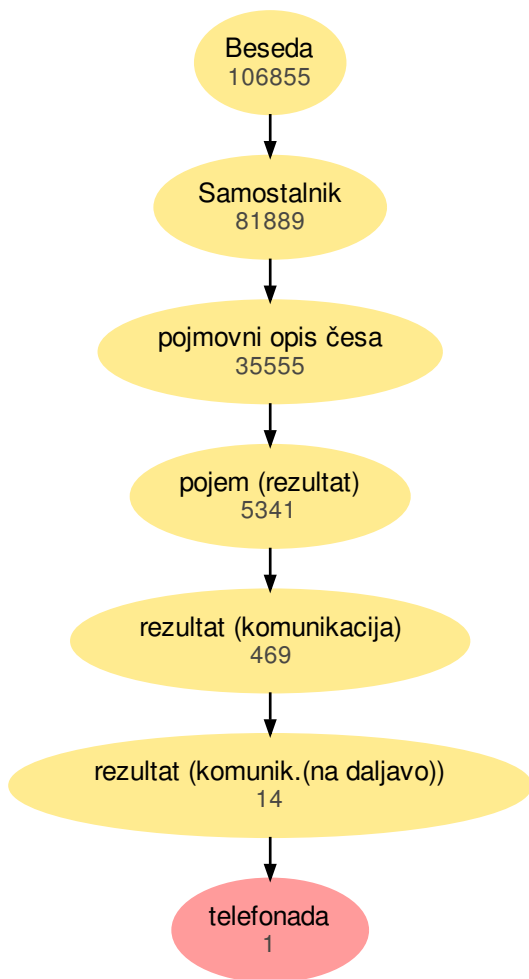 Beseda
106855
Samostalnik
81889
pojmovni opis česa
35555
pojem (rezultat)
5341
rezultat (komunikacija)
469
rezultat (komunik.(na daljavo))
14
telefonada
1